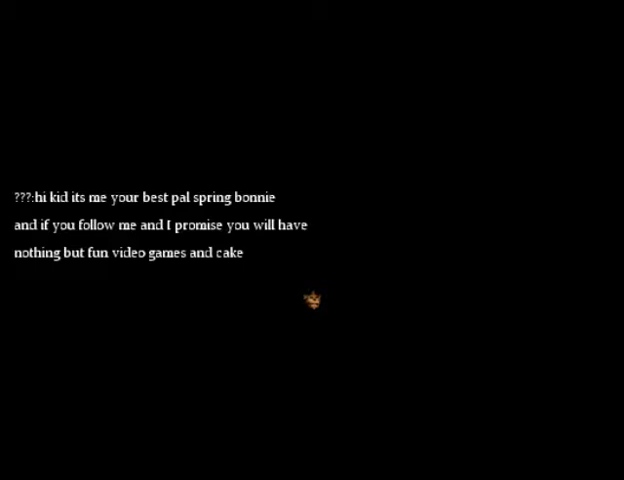 ???:hi kid its me your best pal spring bonnie
and if you follow me and I promise you will have
nothing but fun video games and cake